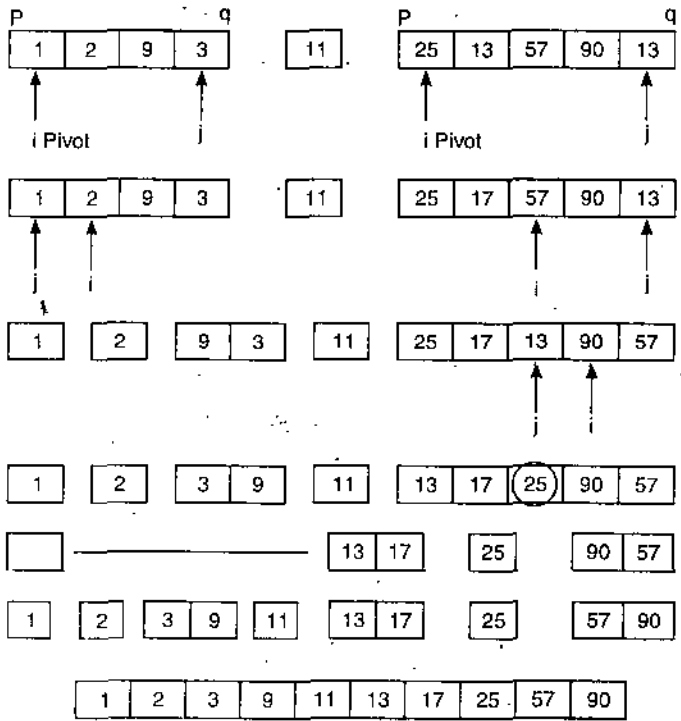 P q P q
1 2 9 3 11 25 13 57 90 13
i Pivot j i Pivot j
1 2 9 3 11 25 17 57 90 13
j i i j
1 2 9 3 11 25 17 13 90 57
j i
1 2 3 9 11 13 17 25 90 57
13 17 25 90 57
1 2 3 9 11 13 17 25 57 90
1 2 3 9 11 13 17 25 57 90